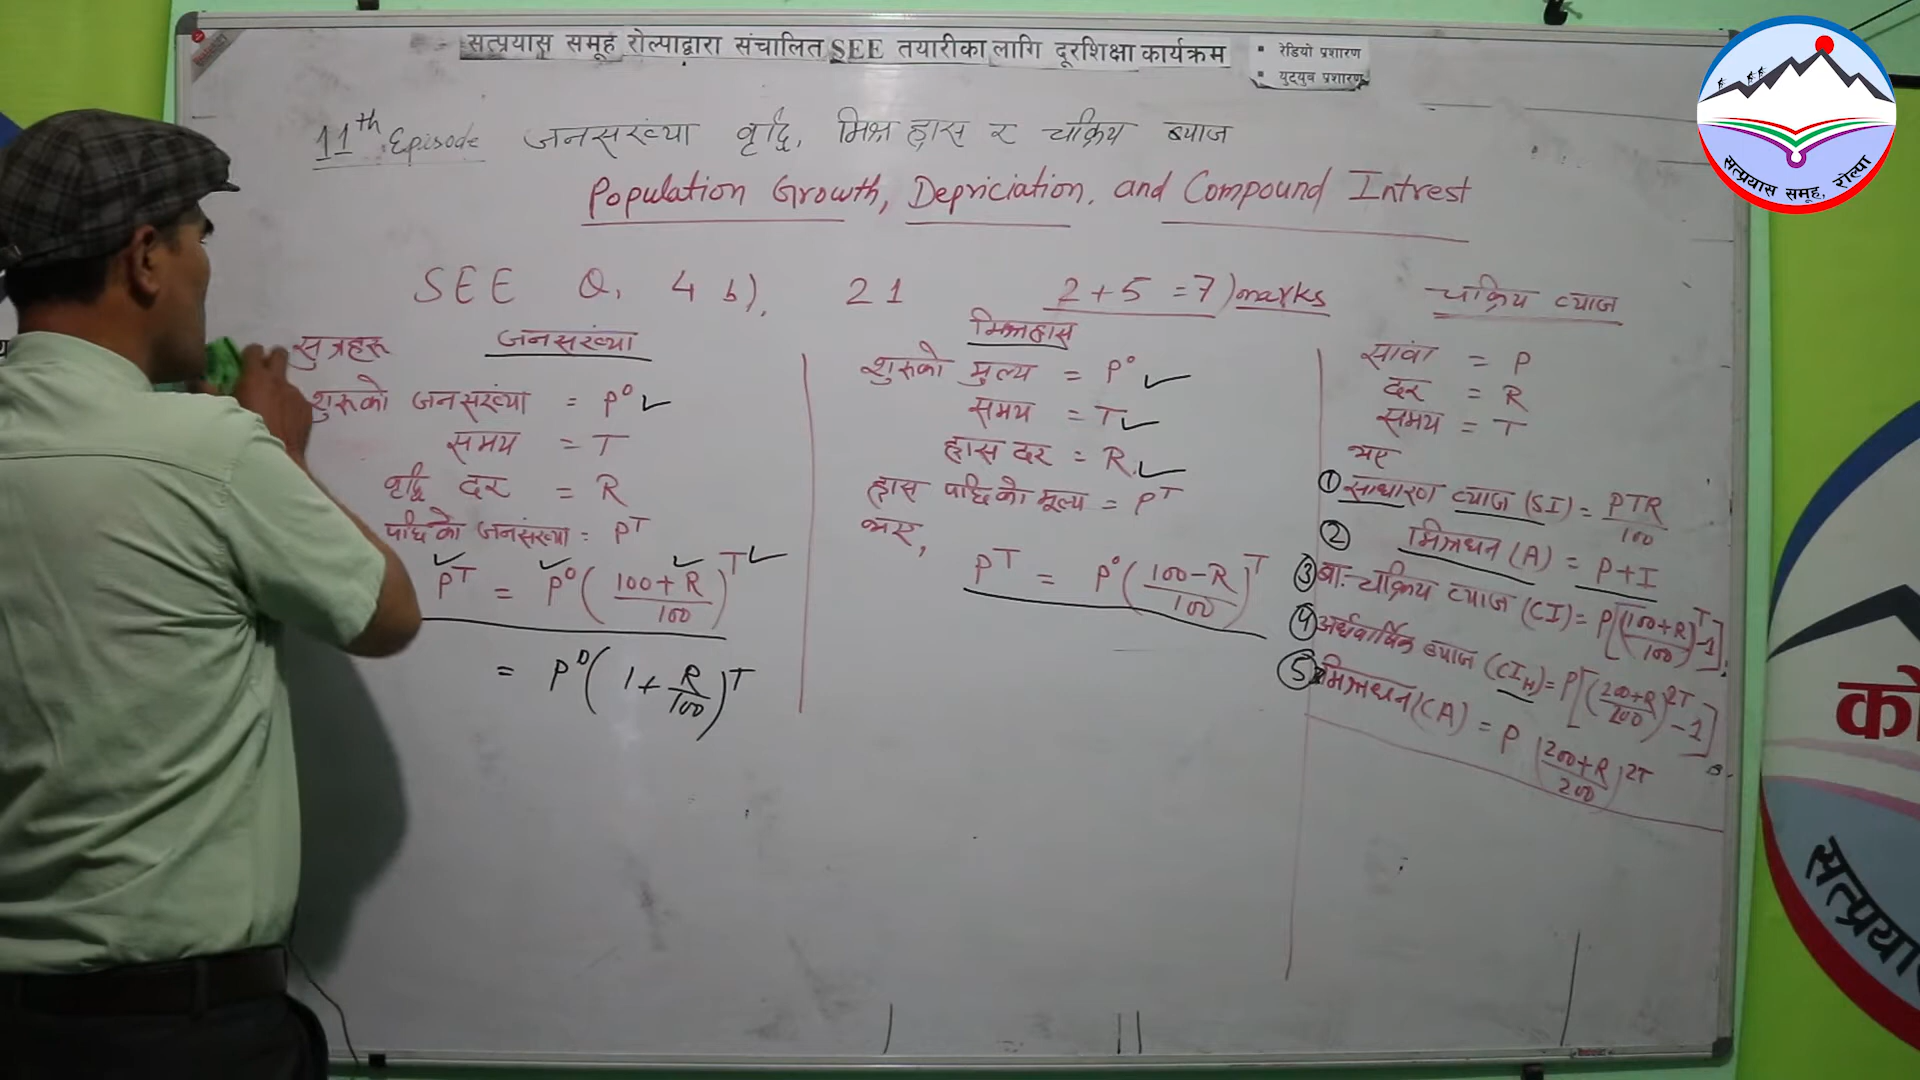 सत्प्रयास समूह रोल्पाद्वारा संचालित SEE तयारीका लागि दूरशिक्षा कार्यक्रम
▪ रेडियो प्रशारण
▪ युट्युव प्रशारण
सत्प्रयास समूह, रोल्पा
11th Episode जनसंख्या वृद्धि, मिश्र ह्रास र चक्रिय ब्याज
Population Growth, Depriciation, and Compound Intrest
SEE Q. 4 b), 21 2+5 =7) marks
सुत्रहरू जनसंख्या
शुरुको जनसंख्या = P⁰ ✓
समय = T
वृद्धि दर = R
पछिको जनसंख्या = Pᵀ
Pᵀ = P⁰ ((100+R)/100)ᵀ
= P⁰ (1+R/100)ᵀ
मिश्रह्रास
शुरुको मुल्य = P⁰ ✓
समय = T ✓
ह्रास दर = R ✓
ह्रास पछिको मूल्य = Pᵀ
भए,
Pᵀ = P⁰ ((100-R)/100)ᵀ
चक्रिय ब्याज
सावां = P
दर = R
समय = T
भए
① साधारण ब्याज (SI) = PTR/100
② मिश्रधन (A) = P+I
③ बा. चक्रिय ब्याज (CI) = P[((100+R)/100)ᵀ-1]
④ अर्धवार्षिक ब्याज (CI_H) = P[((200+R)/200)²ᵀ-1]
⑤ मिश्रधन (CA) = P ((200+R)/200)²ᵀ
को
सत्प्रया